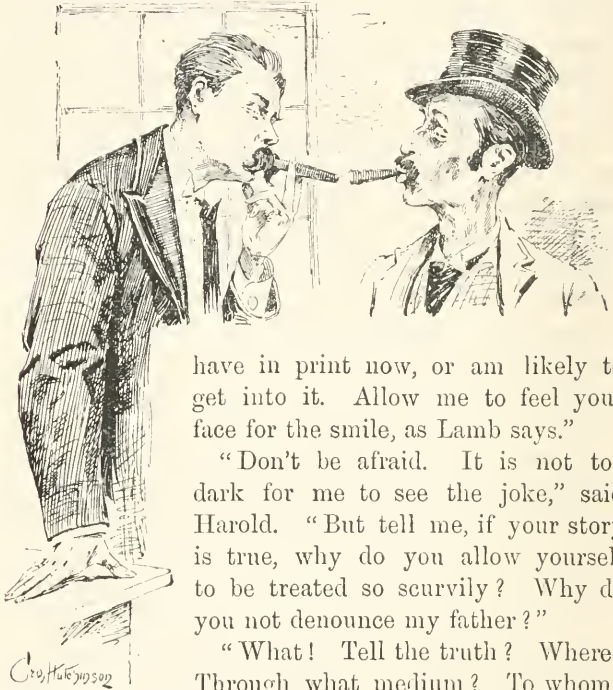 have in print now, or am likely t
get into it. Allow me to feel you
face for the smile, as Lamb says."
"Don't be afraid. It is not to
dark for me to see the joke," sai
Harold. "But tell me, if your story
is true, why do you allow yoursel
to be treated so scurvily? Why d
you not denounce my father?"
"What! Tell the truth? Where
Through what medium? To whom
Geo. Hutchinson